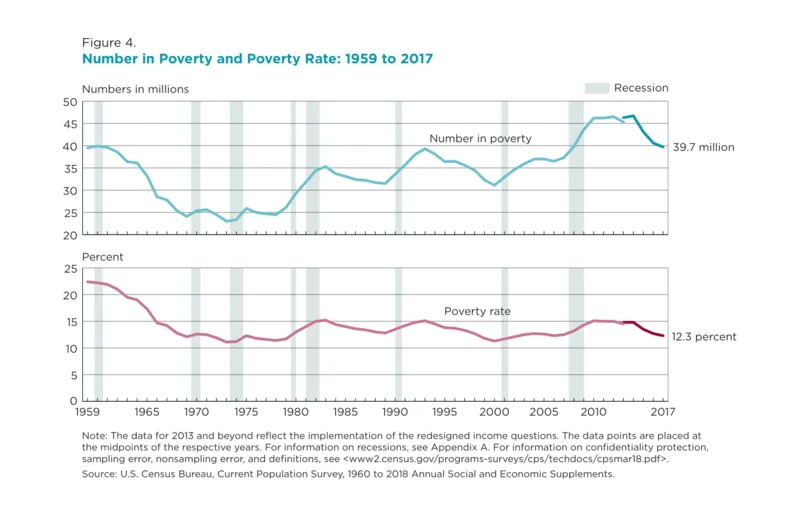 Figure 4.
Number in Poverty and Poverty Rate: 1959 to 2017
Numbers in millions
Recession
50
45
40
35
30
25
20
Number in poverty
39.7 million
Percent
25
20
15
10
5
0
Poverty rate
12.3 percent
1959 1965 1970 1975 1980 1985 1990 1995 2000 2005 2010 2017
Note: The data for 2013 and beyond reflect the implementation of the redesigned income questions. The data points are placed at
the midpoints of the respective years. For information on recessions, see Appendix A. For information on confidentiality protection,
sampling error, nonsampling error, and definitions, see <www2.census.gov/programs-surveys/cps/techdocs/cpsmar18.pdf>.
Source: U.S. Census Bureau, Current Population Survey, 1960 to 2018 Annual Social and Economic Supplements.